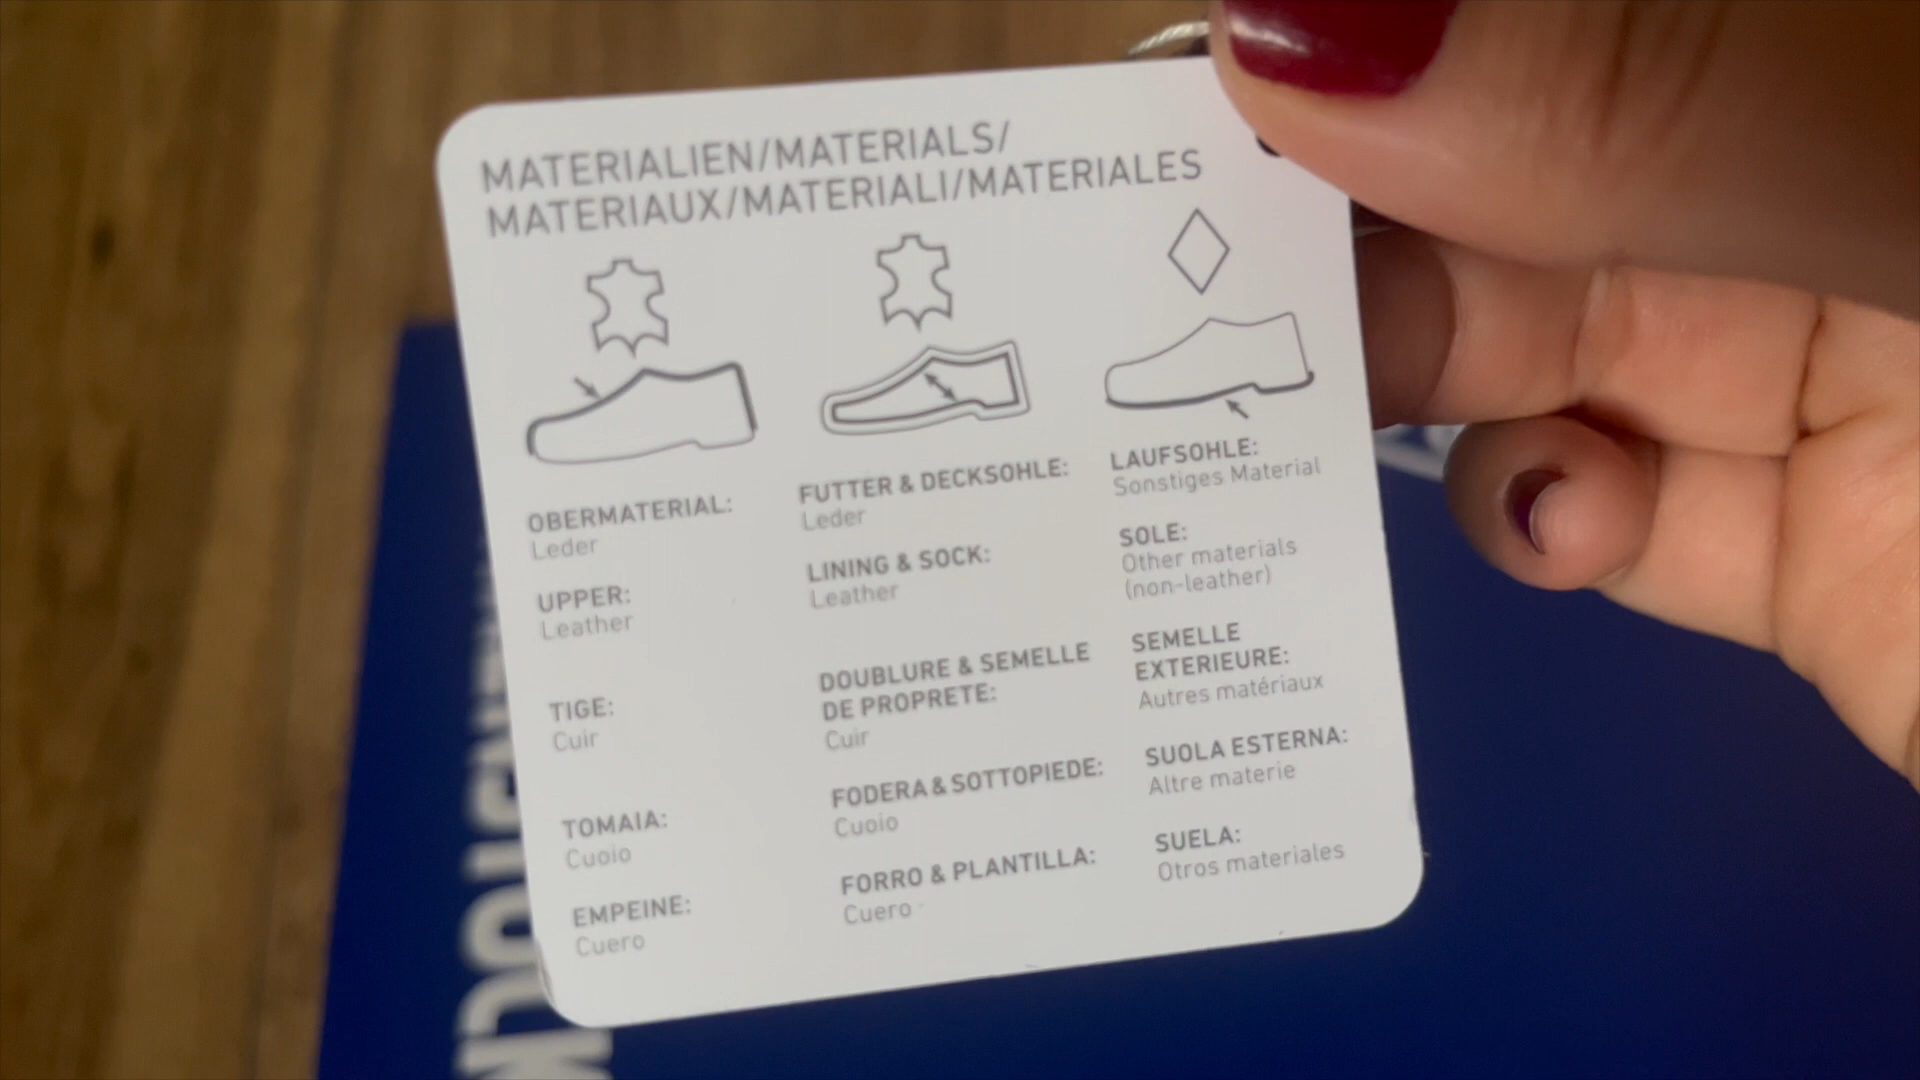 MATERIALIEN/MATERIALS/
MATERIAUX/MATERIALI/MATERIALES
OBERMATERIAL:
Leder
UPPER:
Leather
TIGE:
Cuir
TOMAIA:
Cuoio
EMPEINE:
Cuero
FUTTER & DECKSOHLE:
Leder
LINING & SOCK:
Leather
DOUBLURE & SEMELLE
DE PROPRETE:
Cuir
FODERA & SOTTOPIEDE:
Cuoio
FORRO & PLANTILLA:
Cuero
LAUFSOHLE:
Sonstiges Material
SOLE:
Other materials
(non-leather)
SEMELLE
EXTERIEURE:
Autres matériaux
SUOLA ESTERNA:
Altre materie
SUELA:
Otros materiales